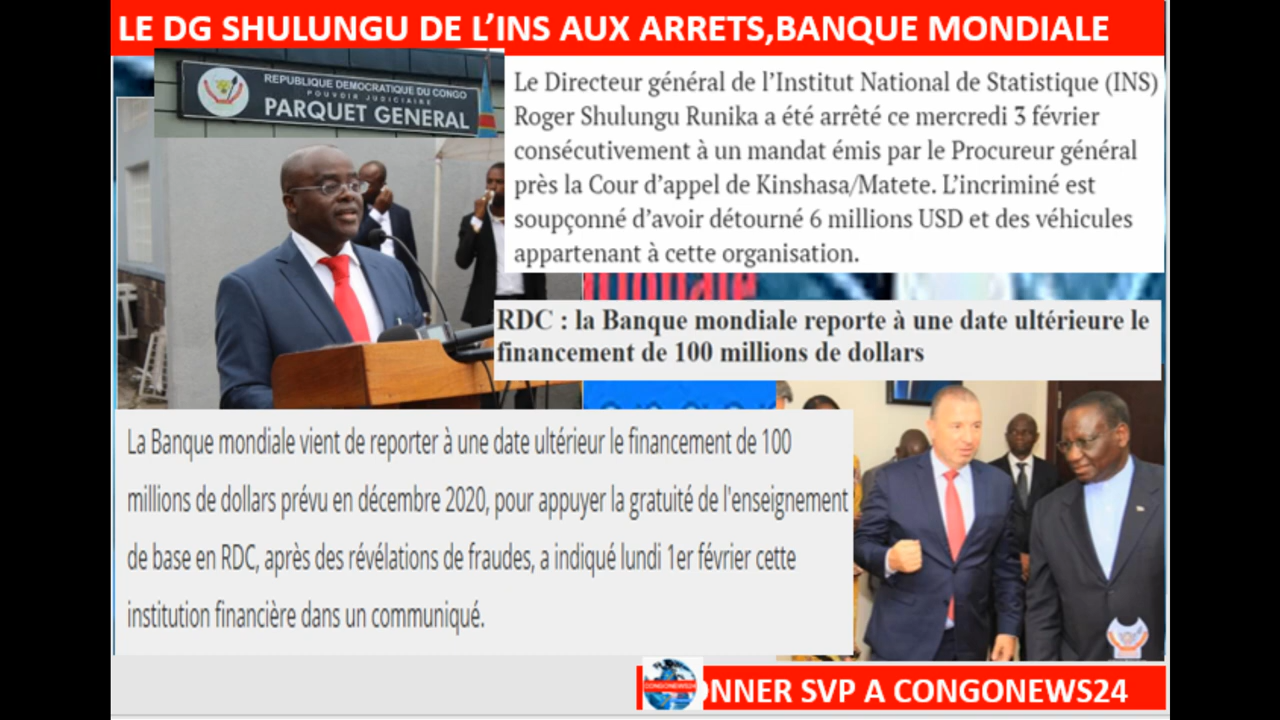 LE DG SHULUNGU DE L’INS AUX ARRETS,BANQUE MONDIALE
REPUBLIQUE DEMOCRATIQUE DU CONGO
POUVOIR JUDICIAIRE
PARQUET GENERAL
Le Directeur général de l’Institut National de Statistique (INS)
Roger Shulungu Runika a été arrêté ce mercredi 3 février
consécutivement à un mandat émis par le Procureur général
près la Cour d’appel de Kinshasa/Matete. L’incriminé est
soupçonné d’avoir détourné 6 millions USD et des véhicules
appartenant à cette organisation.
RDC : la Banque mondiale reporte à une date ultérieure le
financement de 100 millions de dollars
La Banque mondiale vient de reporter à une date ultérieur le financement de 100
millions de dollars prévu en décembre 2020, pour appuyer la gratuité de l'enseignement
de base en RDC, après des révélations de fraudes, a indiqué lundi 1er février cette
institution financière dans un communiqué.
CONGONEWS24
ONNER SVP A CONGONEWS24